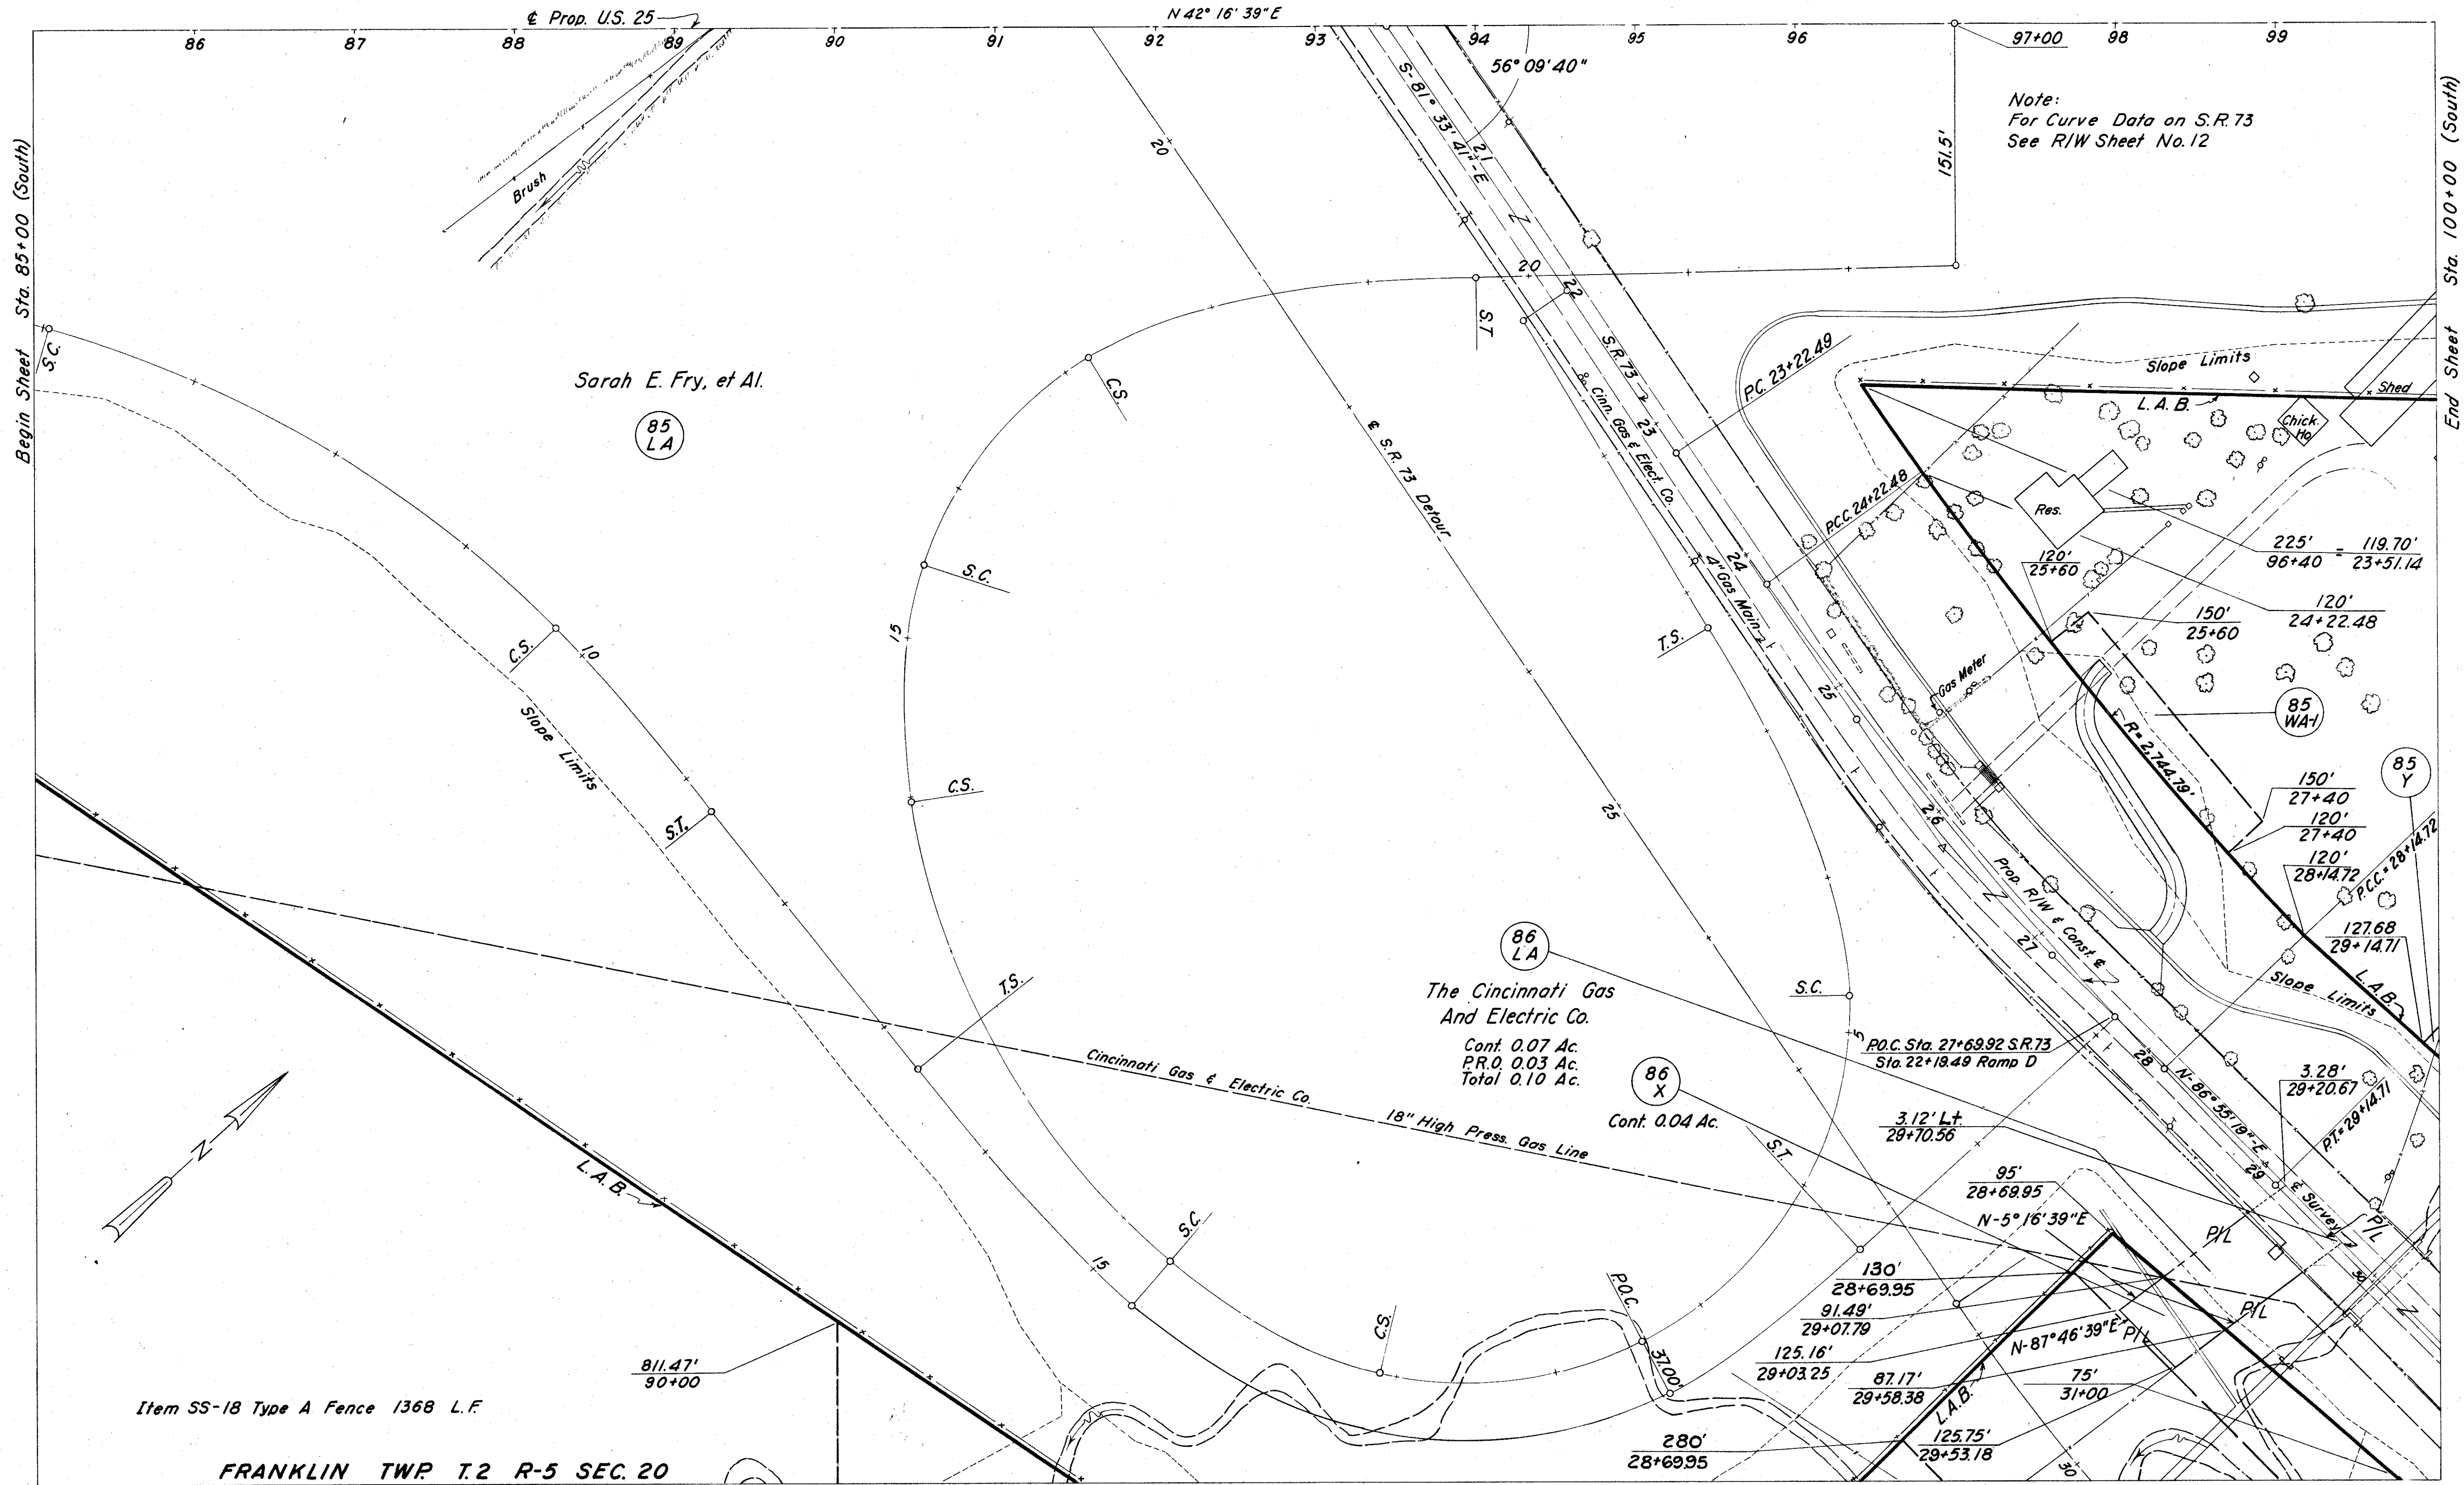 ₵ Prop. U.S. 25
N 42° 16' 39" E
86
87
88
89
90
91
92
93
94
95
96
97+00
98
99
Begin Sheet Sta. 85+00 (South)
End Sheet Sta. 100+00 (South)
56° 09' 40"
151.5'
Note:
For Curve Data on S.R. 73
See R/W Sheet No. 12
Brush
S-81° 33' 41"-E
20
21
22
20
S.T.
S.C.
C.S.
Sarah E. Fry, et Al.
85
LA
S.R. 73
23
P.C. 23+22.49
Cinn. Gas & Elect. Co.
₵ S.R. 73 Detour
P.C.C. 24+22.48
Slope Limits
L.A.B.
Shed
Chick.
Ho.
Res.
225'
96+40
=
119.70'
23+51.14
120'
25+60
120'
24+22.48
150'
25+60
S.C.
15
24
4" Gas Main
T.S.
C.S.
10
Gas Meter
25
85
WA-1
R = 2,744.79'
85
Y
150'
27+40
120'
27+40
120'
28+14.72
P.C.C. = 28+14.72
Slope Limits
S.T.
C.S.
25
26
Prop. R/W & Const. ₵
127.68
29+14.71
27
L.A.B.
Slope Limits
86
LA
The Cincinnati Gas
And Electric Co.
Cont. 0.07 Ac.
P.R.O. 0.03 Ac.
Total 0.10 Ac.
S.C.
5
P.O.C. Sta. 27+69.92 S.R. 73
Sta. 22+19.49 Ramp D
28
T.S.
Cincinnati Gas & Electric Co.
18" High Press. Gas Line
86
X
Cont. 0.04 Ac.
3.28'
29+20.67
P.T. = 29+14.71
N-86° 55' 19"-E
3.12' Lt.
29+70.56
29
₵ Survey
S.T.
95'
28+69.95
N-5° 16' 39" E
P/L
P/L
N
L.A.B.
S.C.
15
130'
28+69.95
91.49'
29+07.79
30
P/L
P.O.C.
C.S.
37.00'
125.16'
29+03.25
N-87° 46' 39" E
P/L
811.47'
90+00
87.17'
29+58.38
75'
31+00
L.A.B.
Item SS-18 Type A Fence 1368 L.F.
280'
28+69.95
125.75'
29+53.18
30
FRANKLIN TWP. T. 2 R-5 SEC. 20